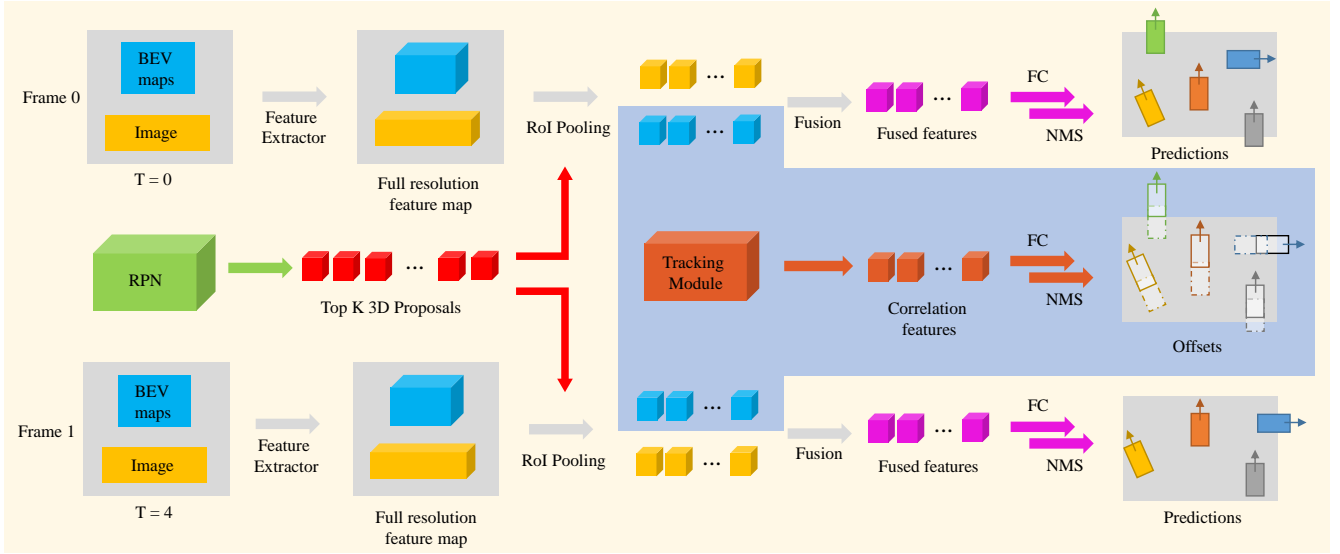 Frame 0
BEV
maps
Image
T = 0
Feature
Extractor
Full resolution
feature map
RoI Pooling
...
...
Fusion
...
Fused features
FC
NMS
Predictions
RPN
...
Top K 3D Proposals
Tracking
Module
...
Correlation
features
FC
NMS
Offsets
Frame 1
BEV
maps
Image
T = 4
Feature
Extractor
Full resolution
feature map
RoI Pooling
...
...
Fusion
...
Fused features
FC
NMS
Predictions